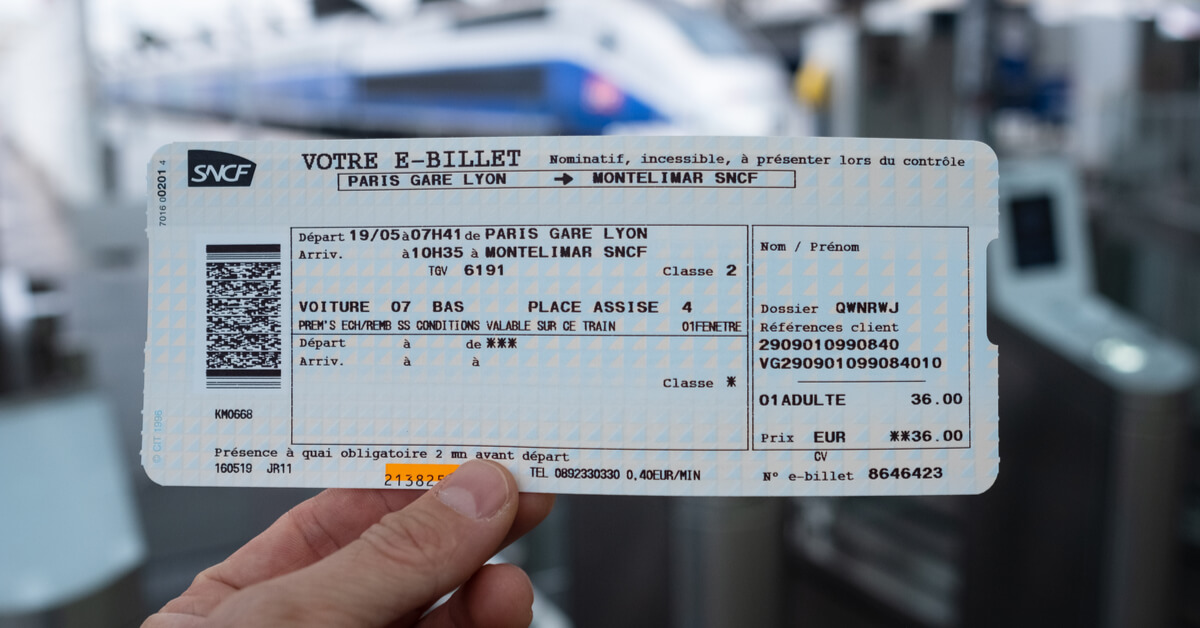 SNCF
VOTRE E-BILLET Nominatif, incessible, à présenter lors du contrôle
PARIS GARE LYON → MONTELIMAR SNCF
7016 00201 4
Départ 19/05 à 07H41 de PARIS GARE LYON
Arriv. à 10H35 à MONTELIMAR SNCF
TGV 6191 Classe 2
VOITURE 07 BAS PLACE ASSISE 4
PREM'S ECH/REMB SS CONDITIONS VALABLE SUR CE TRAIN 01FENETRE
Départ à de ***
Arriv. à à
Classe *
Nom / Prénom
Dossier QWNRWJ
Références client
2909010990840
VG290901099084010
01ADULTE 36.00
Prix EUR **36.00
CV
KM0668
© CIT 1996
Présence à quai obligatoire 2 mn avant départ
160519 JR11
TEL 0892330330 0,40EUR/MIN
N° e-billet 8646423